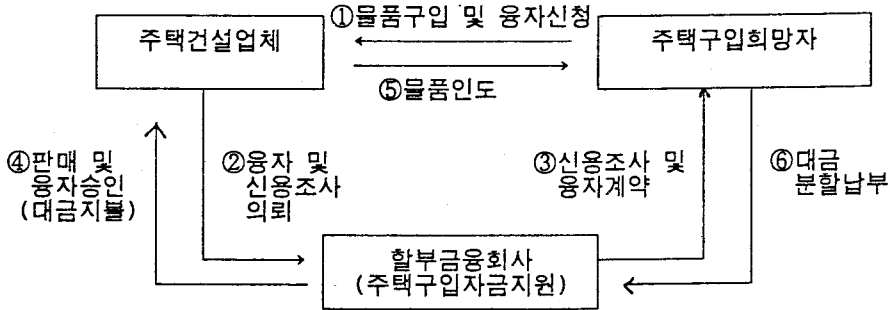 ①물품구입 및 융자신청
주택건설업체
주택구입희망자
⑤물품인도
④판매 및
융자승인
(대금지불)
②융자 및
신용조사
의뢰
③신용조사 및
융자계약
⑥대금
분할납부
할부금융회사
(주택구입자금지원)